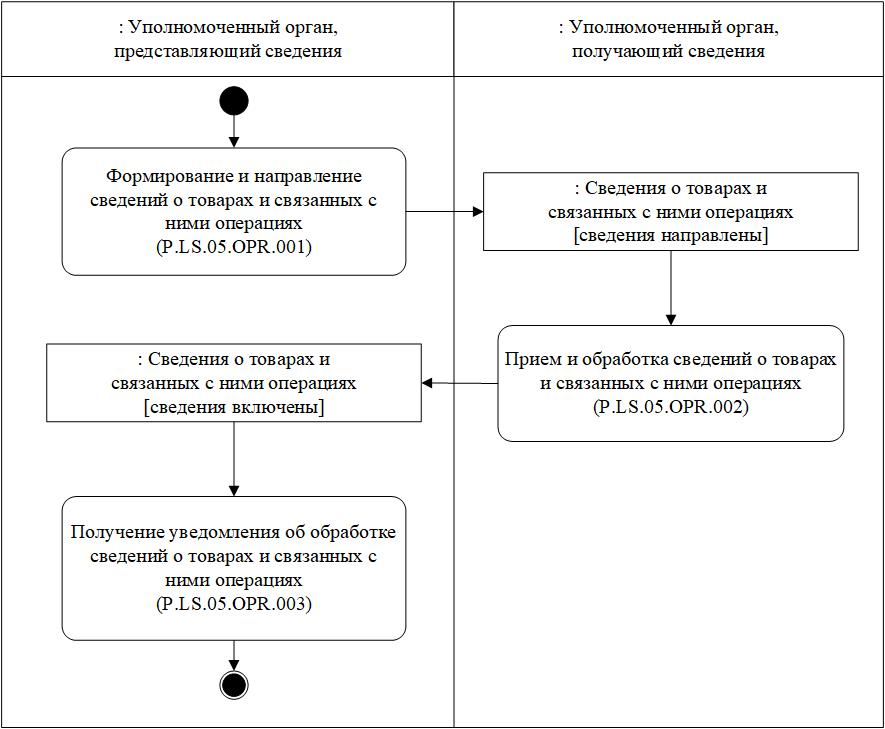 : Уполномоченный орган,
представляющий сведения
: Уполномоченный орган,
получающий сведения
Формирование и направление
сведений о товарах и связанных с
ними операциях
(P.LS.05.OPR.001)
: Сведения о товарах и
связанных с ними операциях
[сведения направлены]
Прием и обработка сведений о товарах
и связанных с ними операциях
(P.LS.05.OPR.002)
: Сведения о товарах и
связанных с ними операциях
[сведения включены]
Получение уведомления об обработке
сведений о товарах и связанных с
ними операциях
(P.LS.05.OPR.003)